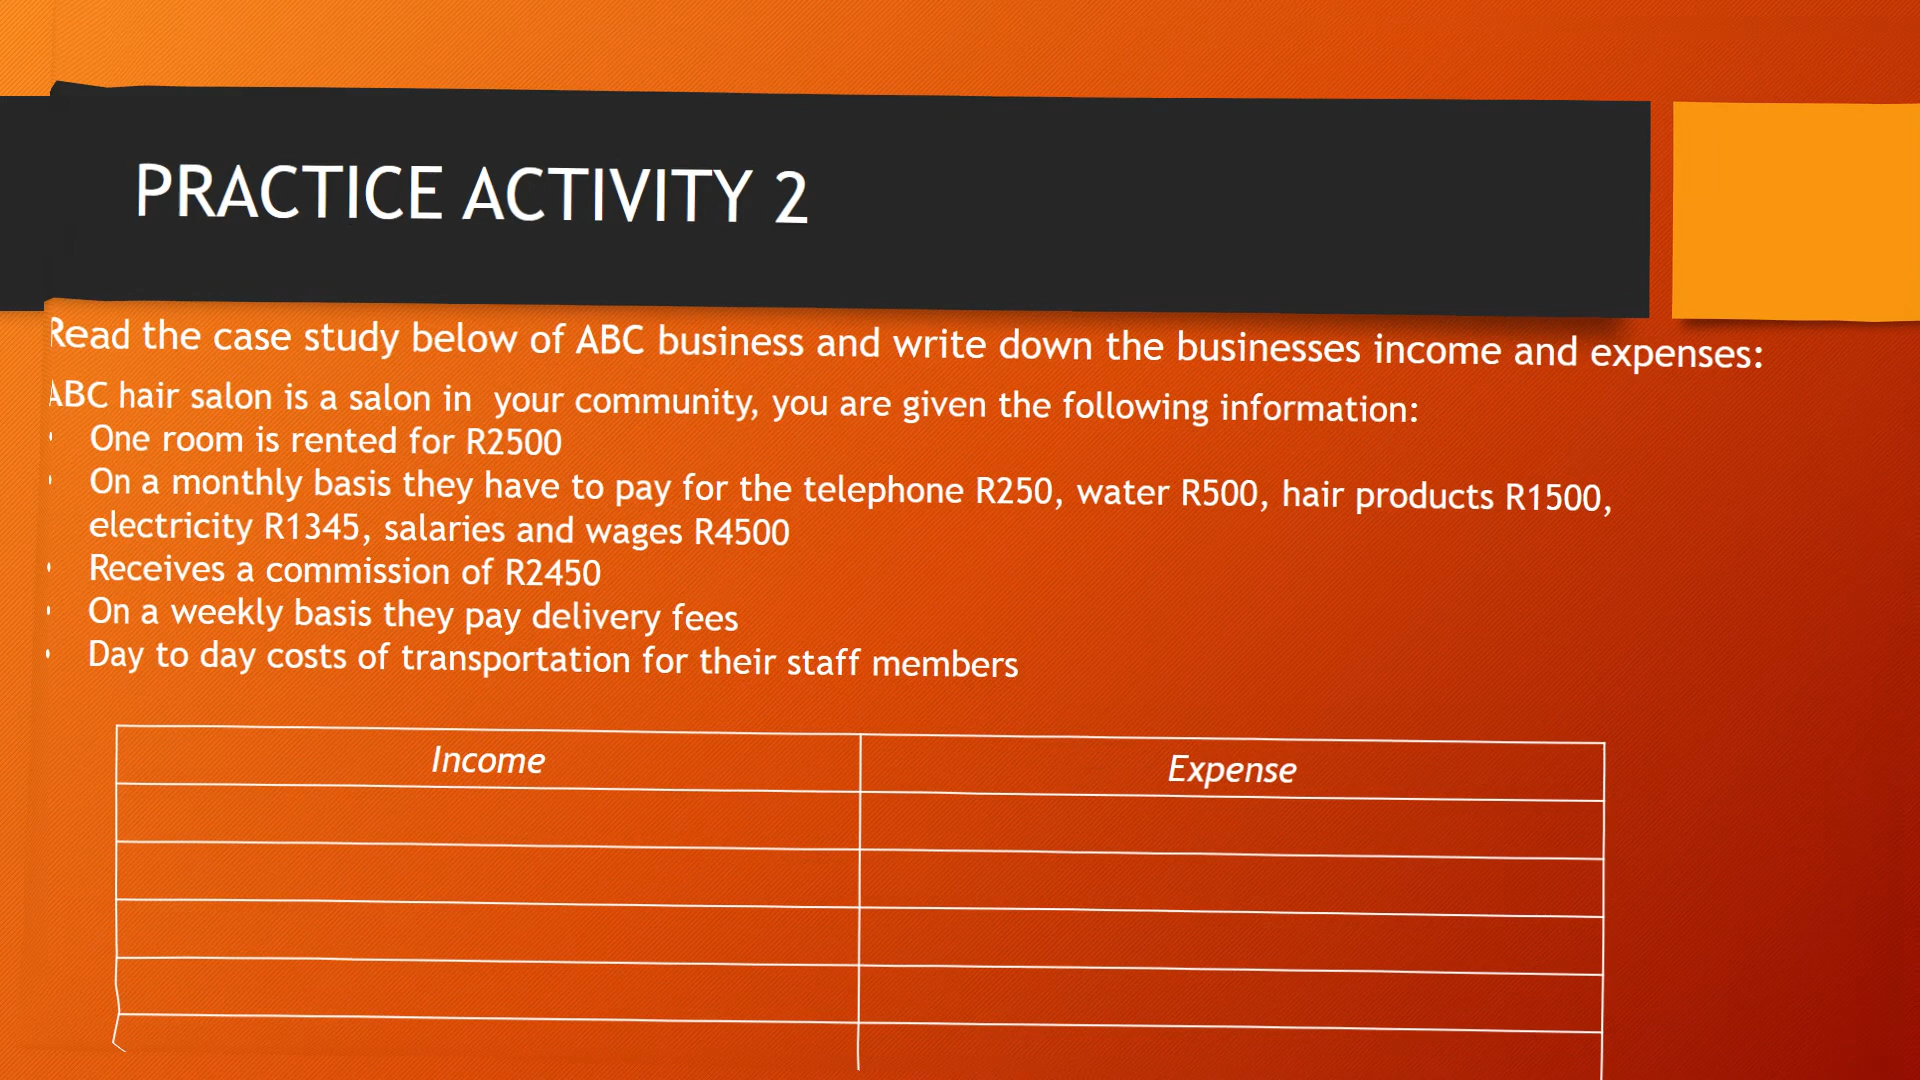 PRACTICE ACTIVITY 2
Read the case study below of ABC business and write down the businesses income and expenses:
ABC hair salon is a salon in  your community, you are given the following information:
• One room is rented for R2500
• On a monthly basis they have to pay for the telephone R250, water R500, hair products R1500,
electricity R1345, salaries and wages R4500
• Receives a commission of R2450
• On a weekly basis they pay delivery fees
• Day to day costs of transportation for their staff members
Income Expense